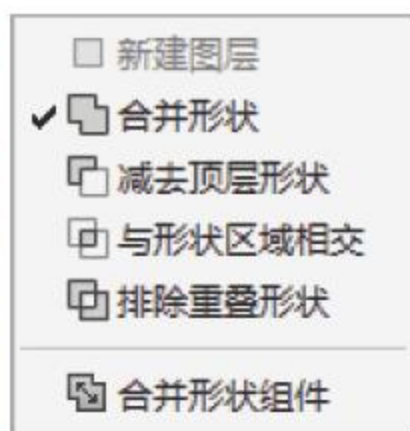 新建图层
合并形状
减去顶层形状
与形状区域相交
排除重叠形状
合并形状组件